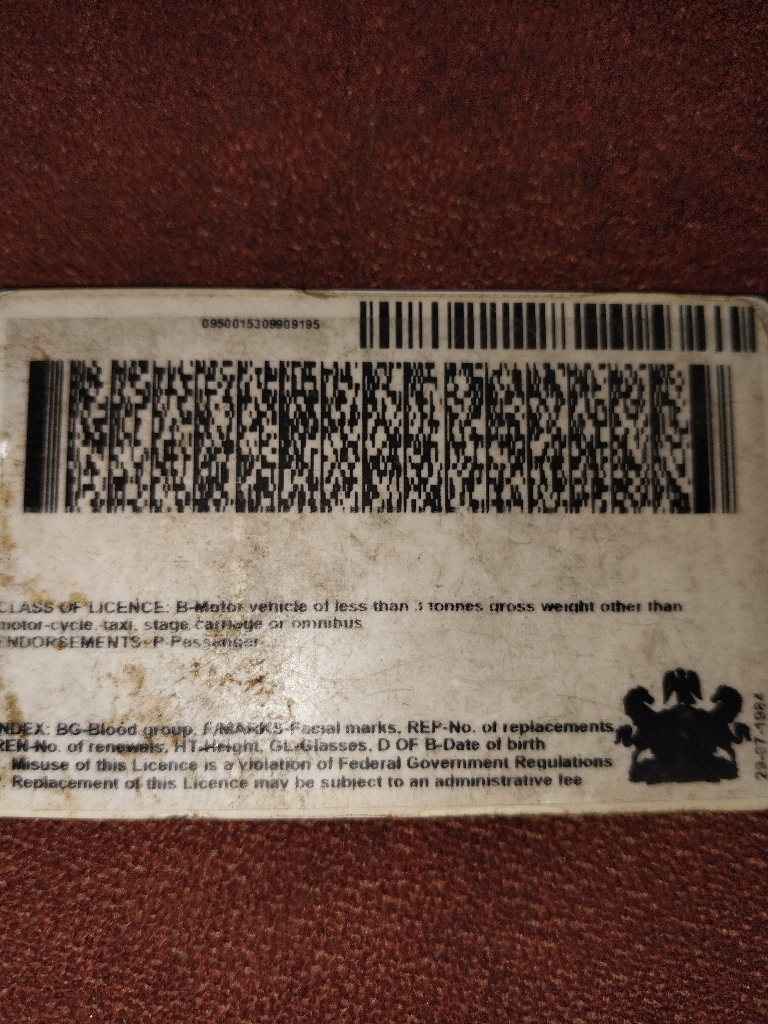 0950015309909195
CLASS OF LICENCE: B-Motor vehicle of less than 3 tonnes gross weight other than
motor-cycle, taxi, stage carriage or omnibus
ENDORSEMENTS-P-Passenger
INDEX: BG-Blood group, F/MARKS-Facial marks, REP-No. of replacements,
REN-No. of renewals, HT-Height, GL-Glasses, D OF B-Date of birth
Misuse of this Licence is a violation of Federal Government Regulations
Replacement of this Licence may be subject to an administrative fee
29-07-1984